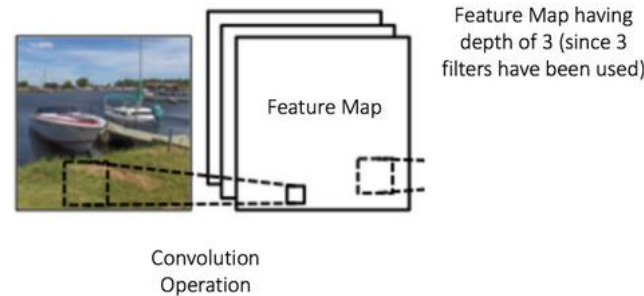 Feature Map having
depth of 3 (since 3
filters have been used)
Feature Map
Convolution
Operation